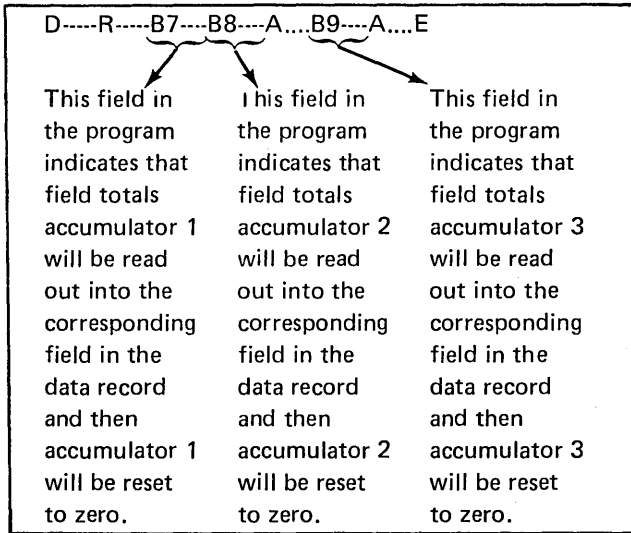 D-----R-----B7----B8----A....B9----A....E
This field in
the program
indicates that
field totals
accumulator 1
will be read
out into the
corresponding
field in the
data record
and then
accumulator 1
will be reset
to zero.
This field in
the program
indicates that
field totals
accumulator 2
will be read
out into the
corresponding
field in the
data record
and then
accumulator 2
will be reset
to zero.
This field in
the program
indicates that
field totals
accumulator 3
will be read
out into the
corresponding
field in the
data record
and then
accumulator 3
will be reset
to zero.